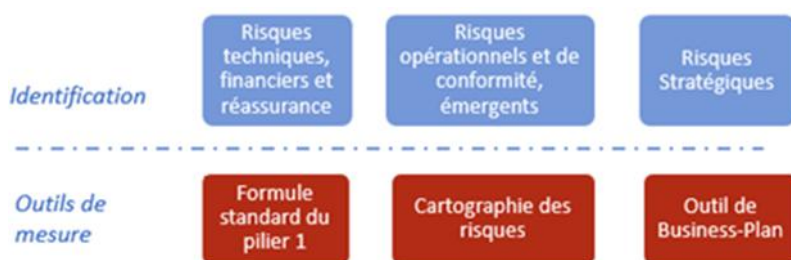 Identification
Risques
techniques,
financiers et
réassurance
Risques
opérationnels et de
conformité,
émergents
Risques
Stratégiques
Outils de
mesure
Formule
standard du
pilier 1
Cartographie des
risques
Outil de
Business-Plan